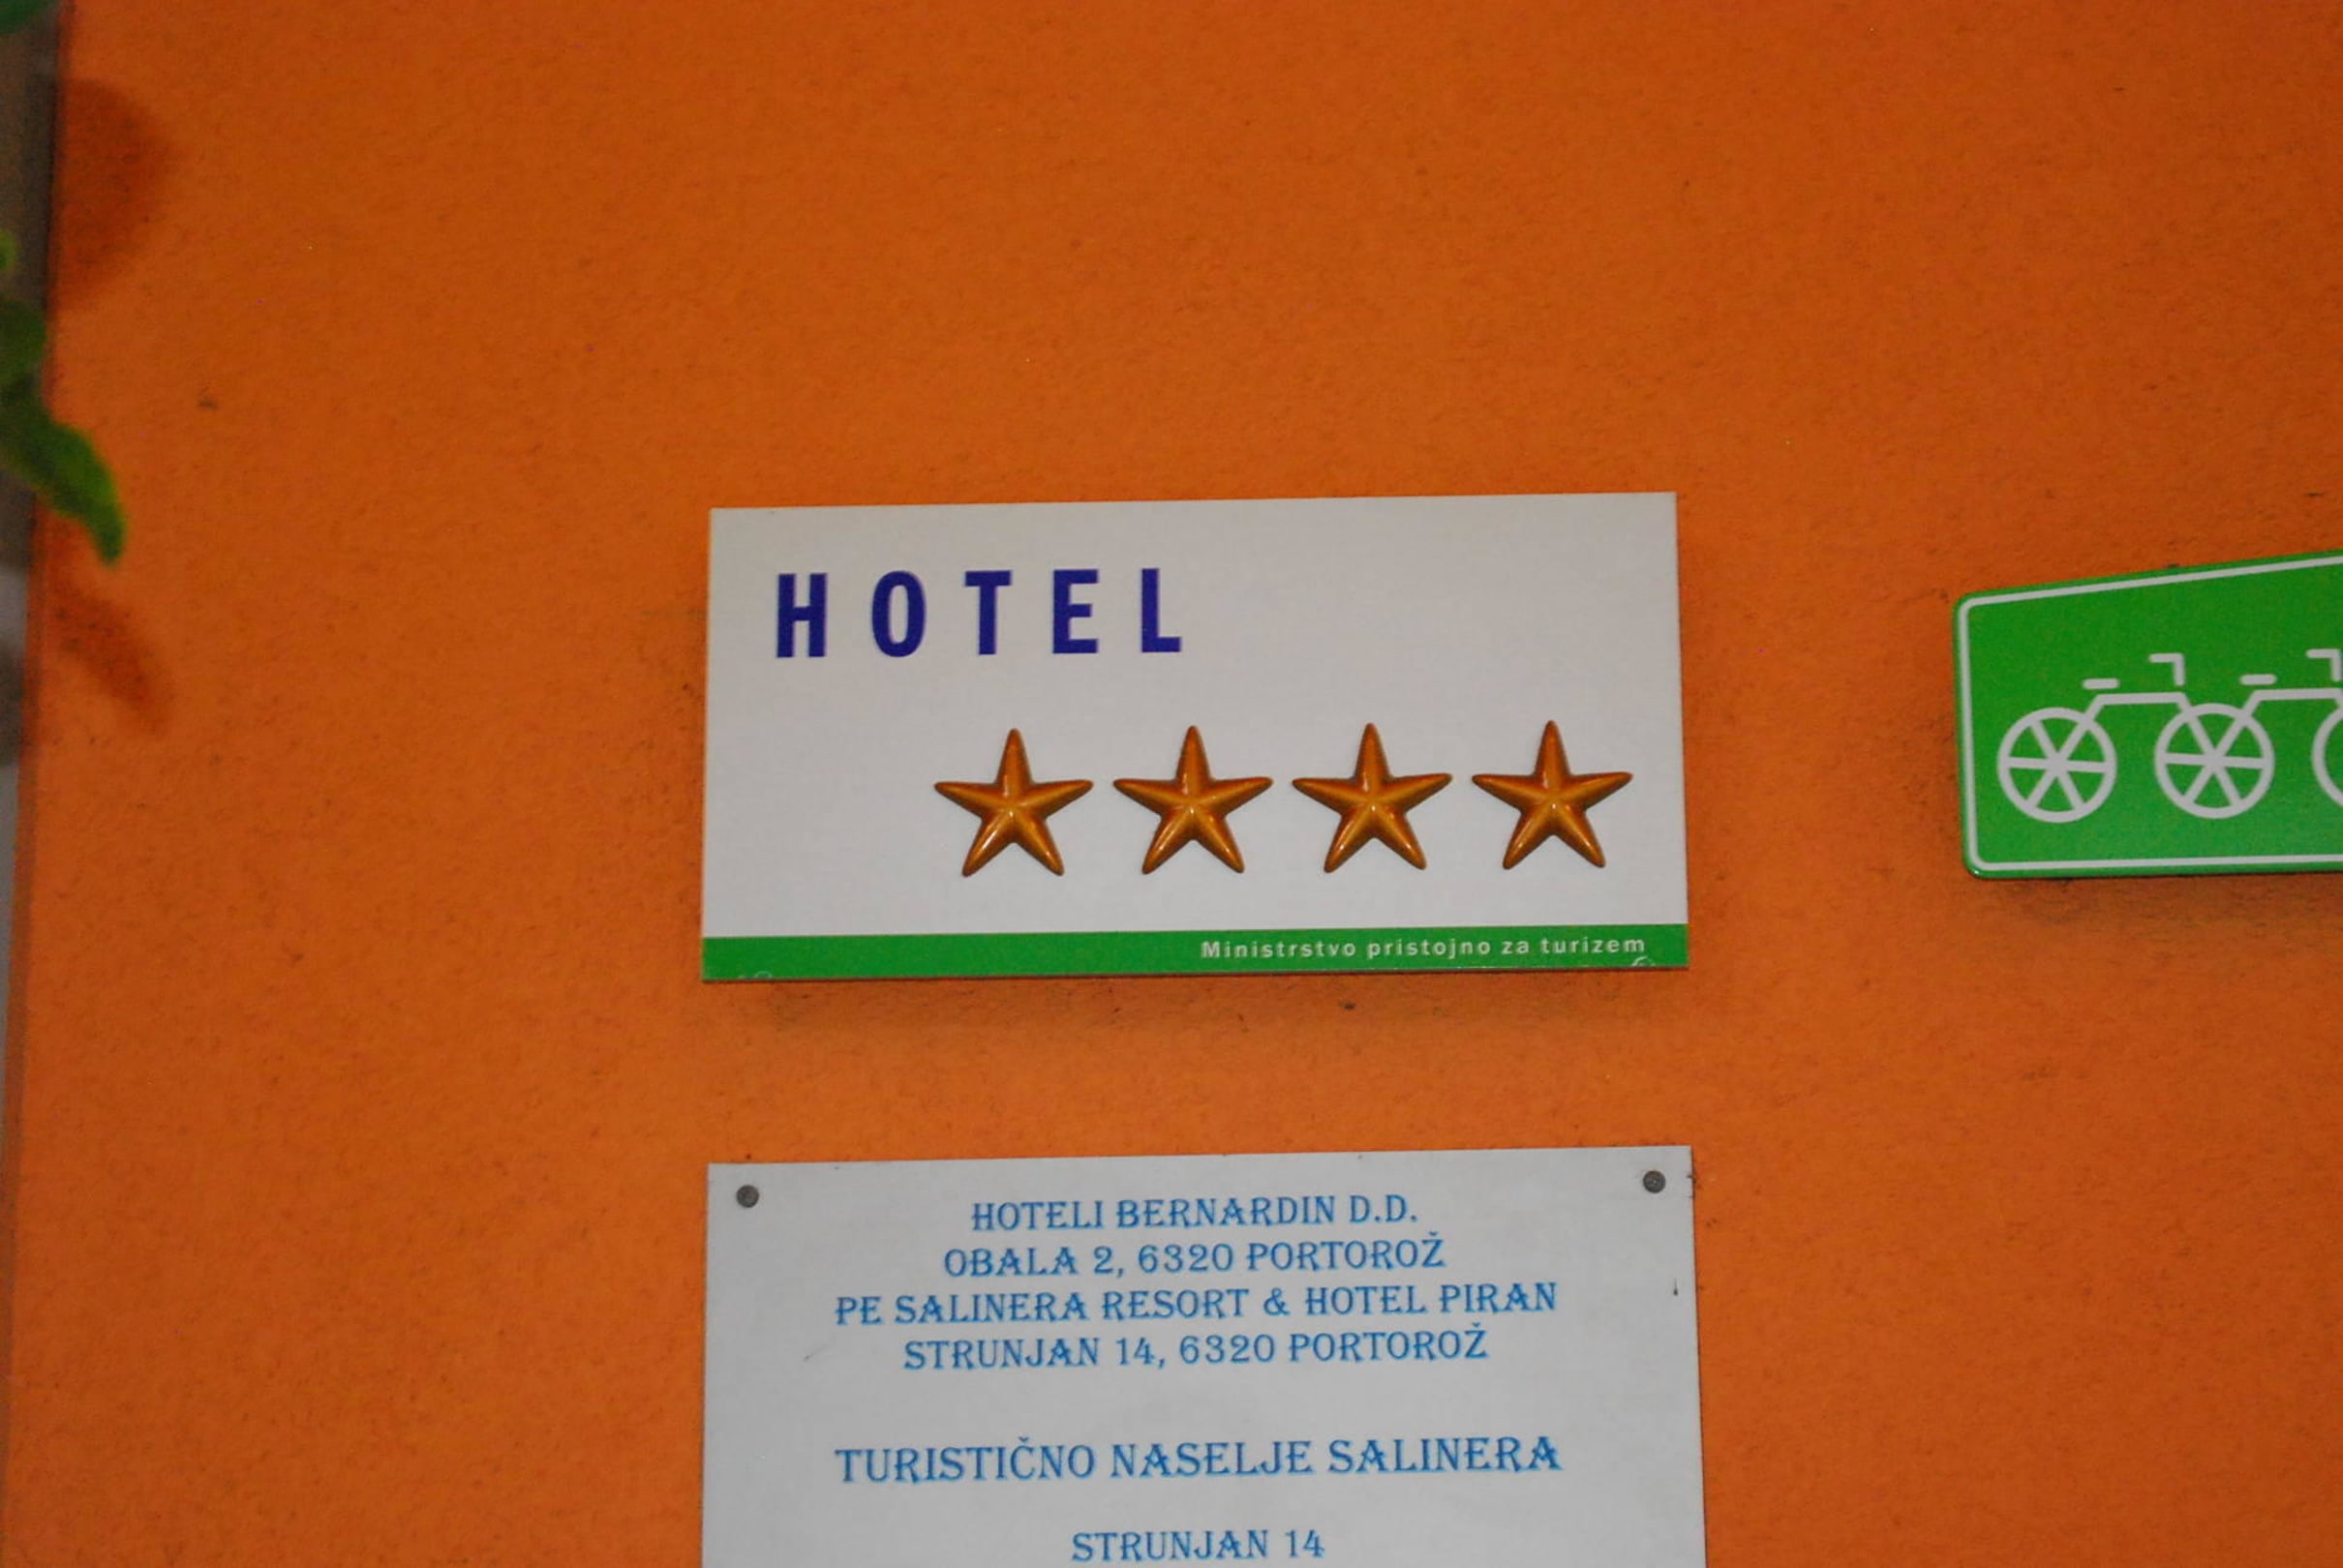 HOTEL
Ministrstvo pristojno za turizem
HOTELI BERNARDIN D.D.
OBALA 2, 6320 PORTOROŽ
PE SALINERA RESORT & HOTEL PIRAN
STRUNJAN 14, 6320 PORTOROŽ
TURISTIČNO NASELJE SALINERA
STRUNJAN 14